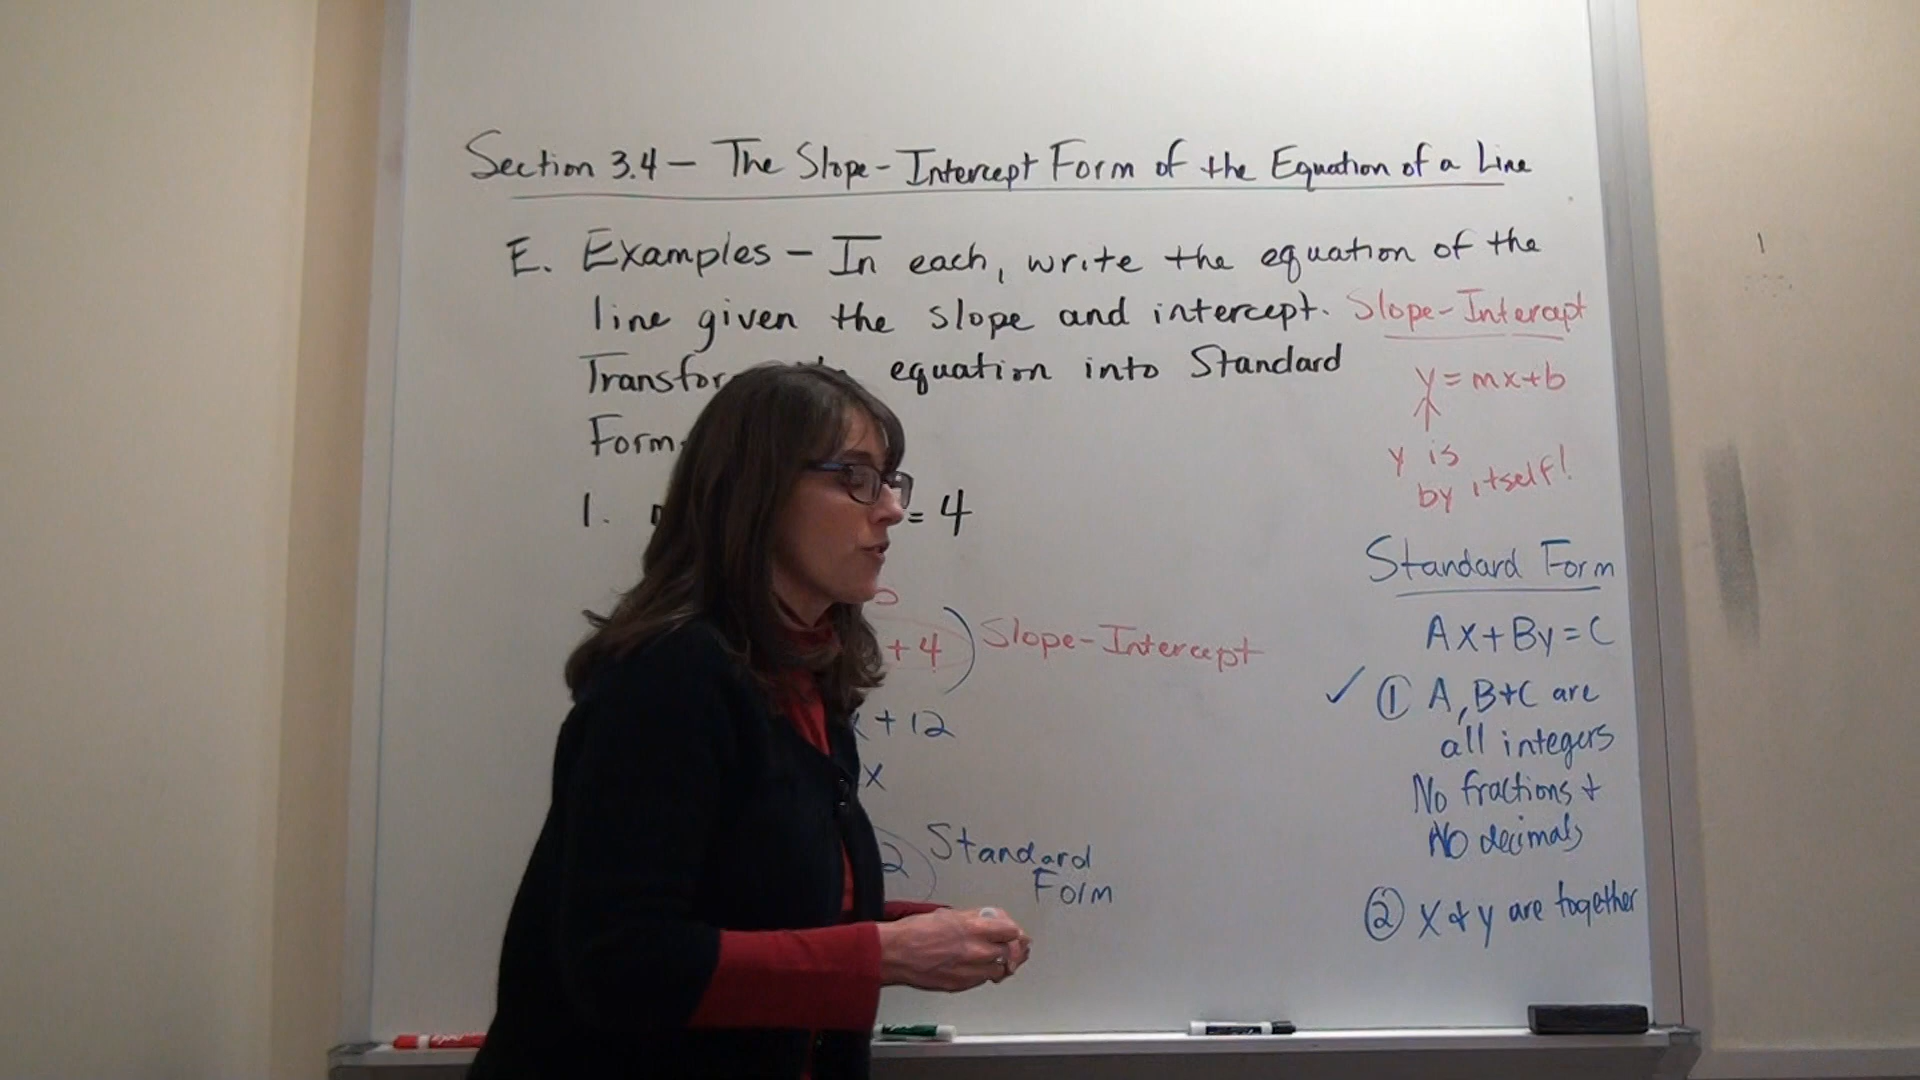 Section 3.4 — The Slope-Intercept Form of the Equation of a Line
E. Examples - In each, write the equation of the
line given the slope and intercept.
Transfor equation into Standard
Form.
1. = 4
+ 4) Slope-Intercept
x + 12
x
2 Standard
Form
Slope-Intercept
y = mx+b
y is
by itself!
Standard Form
Ax + By = C
✓ ① A, B + C are
all integers
No fractions +
No decimals
② x & y are together